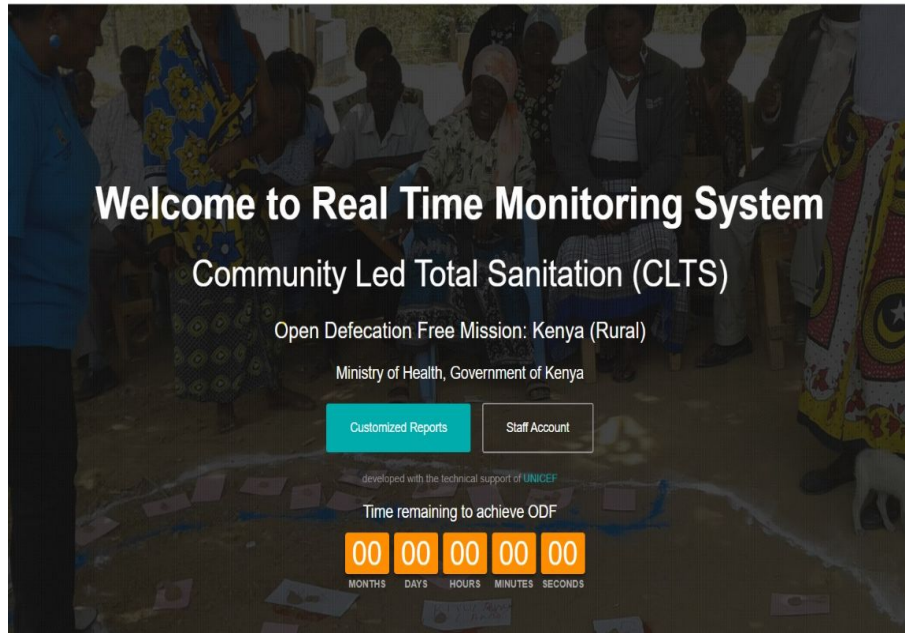 Welcome to Real Time Monitoring System
Community Led Total Sanitation (CLTS)
Open Defecation Free Mission: Kenya (Rural)
Ministry of Health, Government of Kenya
Customized Reports Staff Account
developed with the technical support of UNICEF
Time remaining to achieve ODF
00 00 00 00 00
MONTHS DAYS HOURS MINUTES SECONDS